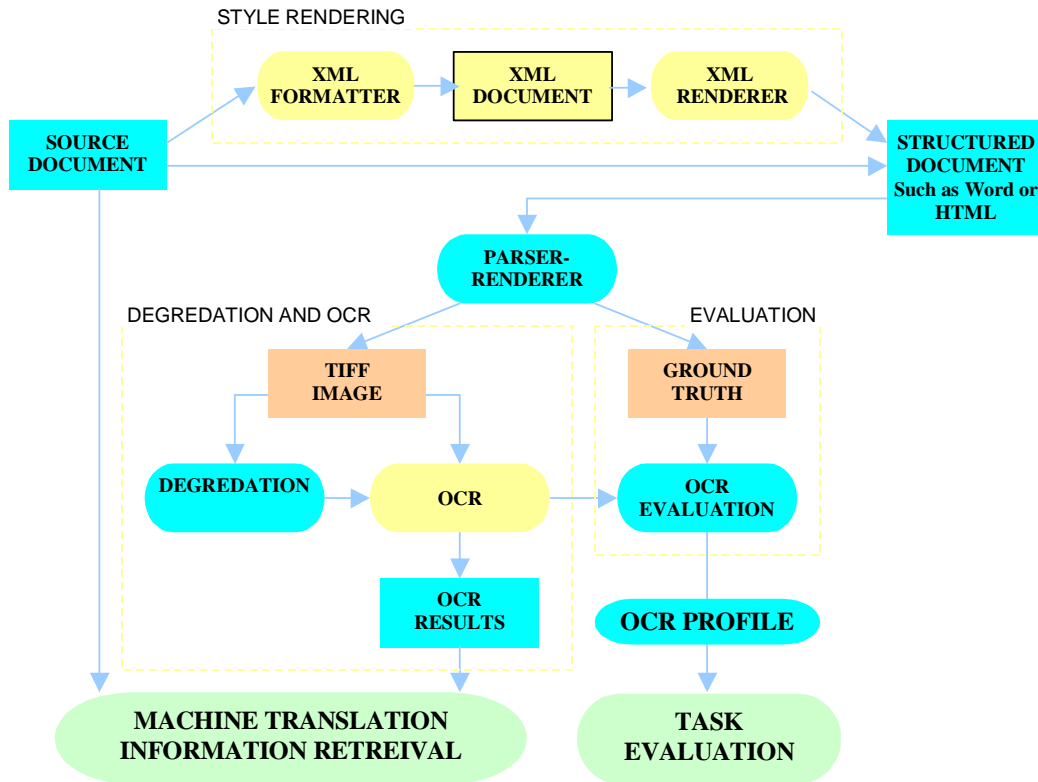 STYLE RENDERING
XML
FORMATTER
XML
DOCUMENT
XML
RENDERER
SOURCE
DOCUMENT
STRUCTURED
DOCUMENT
Such as Word or
HTML
PARSER-
RENDERER
DEGREDATION AND OCR
EVALUATION
TIFF
IMAGE
GROUND
TRUTH
DEGREDATION
OCR
OCR
EVALUATION
OCR
RESULTS
OCR PROFILE
MACHINE TRANSLATION
INFORMATION RETREIVAL
TASK
EVALUATION